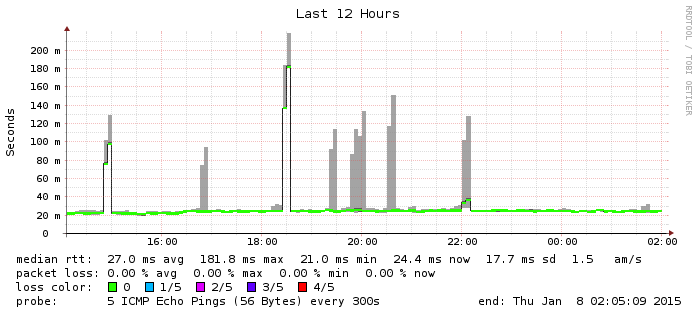 Last 12 Hours
RRDTOOL / TOBI OETIKER
Seconds
200 m
180 m
160 m
140 m
120 m
100 m
80 m
60 m
40 m
20 m
0
16:00 18:00 20:00 22:00 00:00 02:00
median rtt: 27.0 ms avg 181.8 ms max 21.0 ms min 24.4 ms now 17.7 ms sd 1.5 am/s
packet loss: 0.00 % avg 0.00 % max 0.00 % min 0.00 % now
loss color: 0 1/5 2/5 3/5 4/5
probe: 5 ICMP Echo Pings (56 Bytes) every 300s end: Thu Jan 8 02:05:09 2015